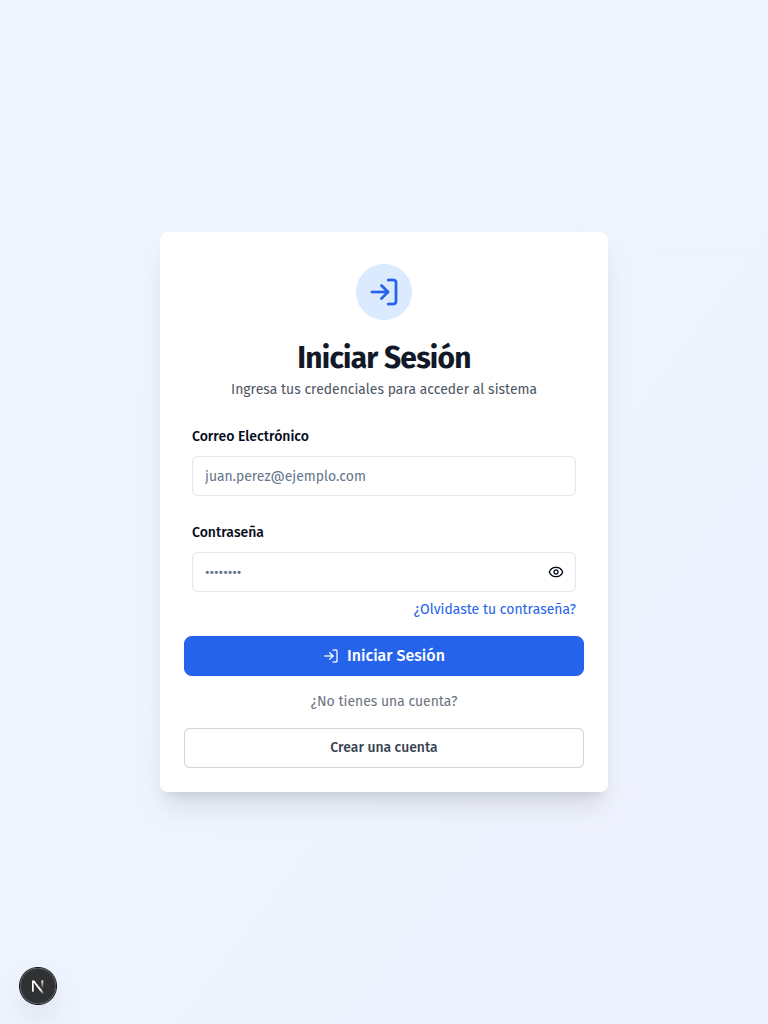 Iniciar Sesión
Ingresa tus credenciales para acceder al sistema
Correo Electrónico
juan.perez@ejemplo.com
Contraseña
••••••••
¿Olvidaste tu contraseña?
Iniciar Sesión
¿No tienes una cuenta?
Crear una cuenta
N